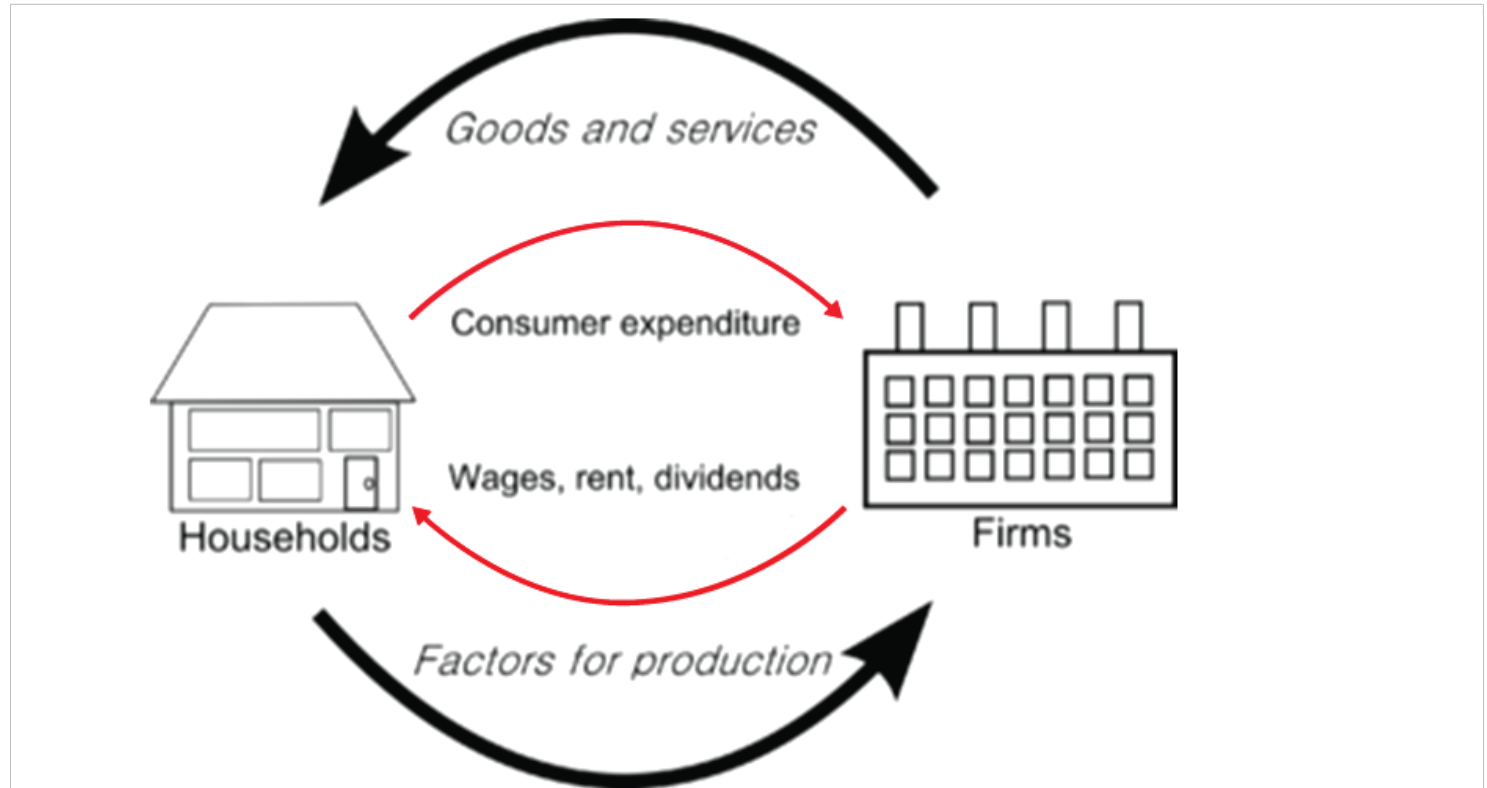 Goods and services
Consumer expenditure
Wages, rent, dividends
Households
Firms
Factors for production